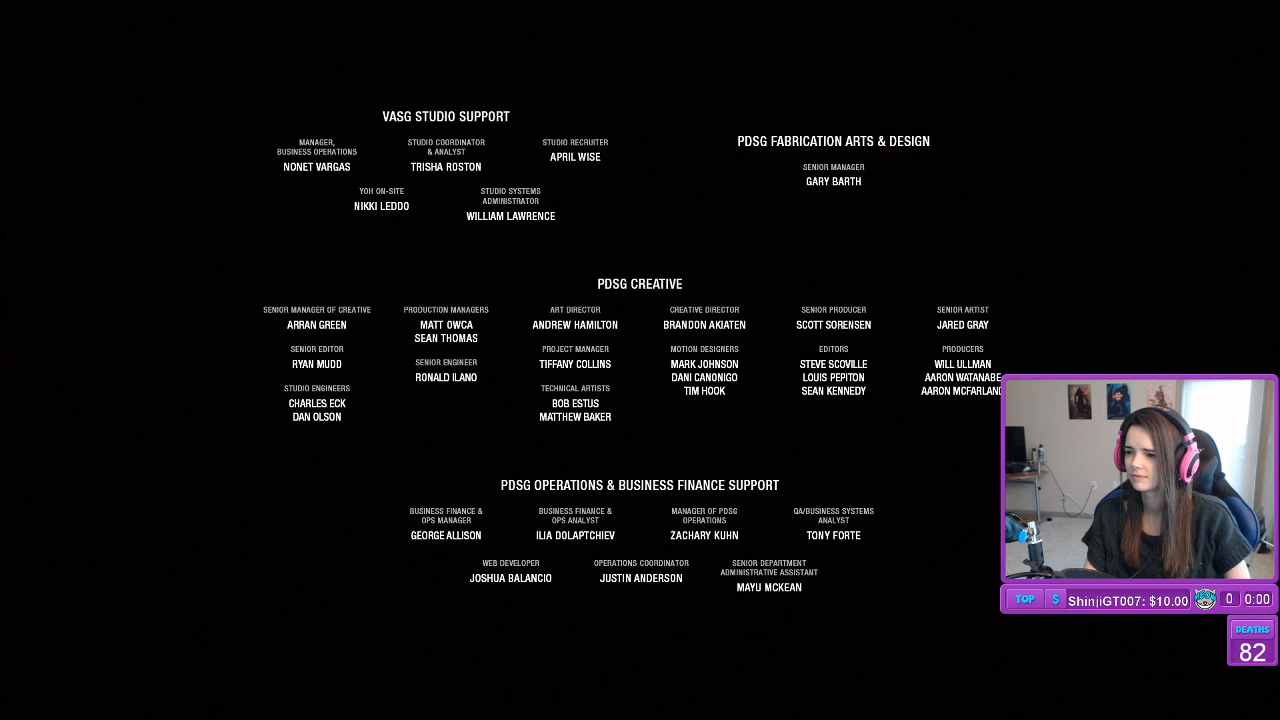 VASG STUDIO SUPPORT
MANAGER,
BUSINESS OPERATIONS
NONET VARGAS
STUDIO COORDINATOR
& ANALYST
TRISHA ROSTON
STUDIO RECRUITER
APRIL WISE
YOH ON-SITE
NIKKI LEDDO
STUDIO SYSTEMS
ADMINISTRATOR
WILLIAM LAWRENCE
PDSG FABRICATION ARTS & DESIGN
SENIOR MANAGER
GARY BARTH
PDSG CREATIVE
SENIOR MANAGER OF CREATIVE
ARRAN GREEN
SENIOR EDITOR
RYAN MUDD
STUDIO ENGINEERS
CHARLES ECK
DAN OLSON
PRODUCTION MANAGERS
MATT OWCA
SEAN THOMAS
SENIOR ENGINEER
RONALD ILANO
ART DIRECTOR
ANDREW HAMILTON
PROJECT MANAGER
TIFFANY COLLINS
TECHNICAL ARTISTS
BOB ESTUS
MATTHEW BAKER
CREATIVE DIRECTOR
BRANDON AKIATEN
MOTION DESIGNERS
MARK JOHNSON
DANI CANONIGO
TIM HOOK
SENIOR PRODUCER
SCOTT SORENSEN
EDITORS
STEVE SCOVILLE
LOUIS PEPITON
SEAN KENNEDY
SENIOR ARTIST
JARED GRAY
PRODUCERS
WILL ULLMAN
AARON WATANABE
AARON MCFARLAND
PDSG OPERATIONS & BUSINESS FINANCE SUPPORT
BUSINESS FINANCE &
OPS MANAGER
GEORGE ALLISON
BUSINESS FINANCE &
OPS ANALYST
ILIA DOLAPTCHIEV
MANAGER OF PDSG
OPERATIONS
ZACHARY KUHN
QA/BUSINESS SYSTEMS
ANALYST
TONY FORTE
WEB DEVELOPER
JOSHUA BALANCIO
OPERATIONS COORDINATOR
JUSTIN ANDERSON
SENIOR DEPARTMENT
ADMINISTRATIVE ASSISTANT
MAYU MCKEAN
TOP $ ShinjiGT007: $10.00 0 0:00
DEATHS
82